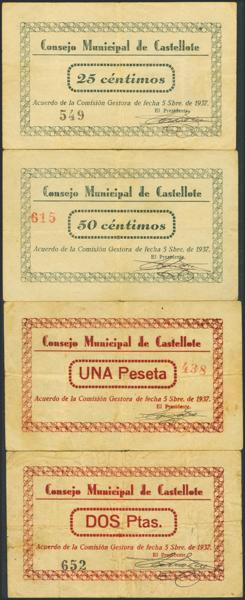 Consejo Municipal de Castellote
25 céntimos
Acuerdo de la Comisión Gestora de fecha 5 Sbre. de 1937.
549
El Presidente,
Consejo Municipal de Castellote
615
50 céntimos
Acuerdo de la Comisión Gestora de fecha 5 Sbre. de 1937.
El Presidente,
Consejo Municipal de Castellote
UNA Peseta
438
Acuerdo de la Comisión Gestora de fecha 5 Sbre. de 1937.
El Presidente,
Consejo Municipal de Castellote
DOS Ptas.
Acuerdo de la Comisión Gestora de fecha 5 Sbre. de 1937.
652
El Presidente,